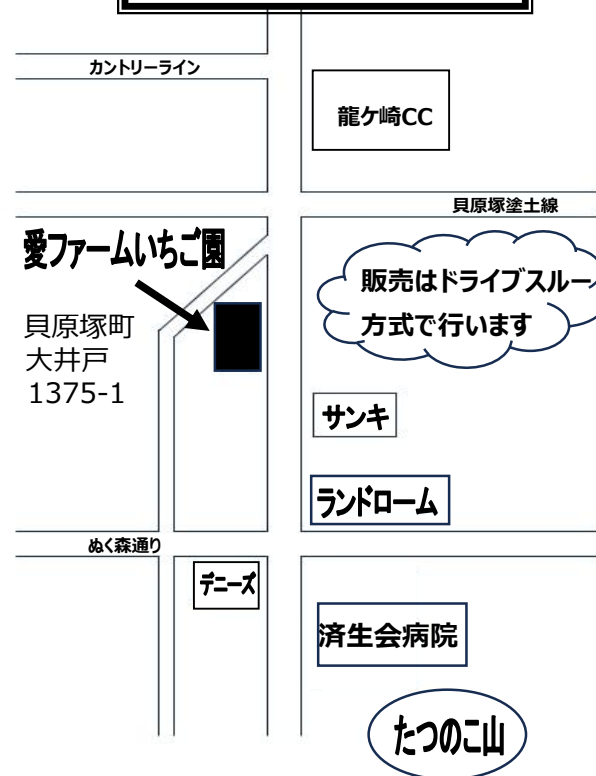 カントリーライン
龍ケ崎CC
貝原塚塗土線
愛ファームいちご園
販売はドライブスルー
方式で行います
貝原塚町
大井戸
1375-1
サンキ
ランドローム
ぬく森通り
デニーズ
済生会病院
たつのこ山